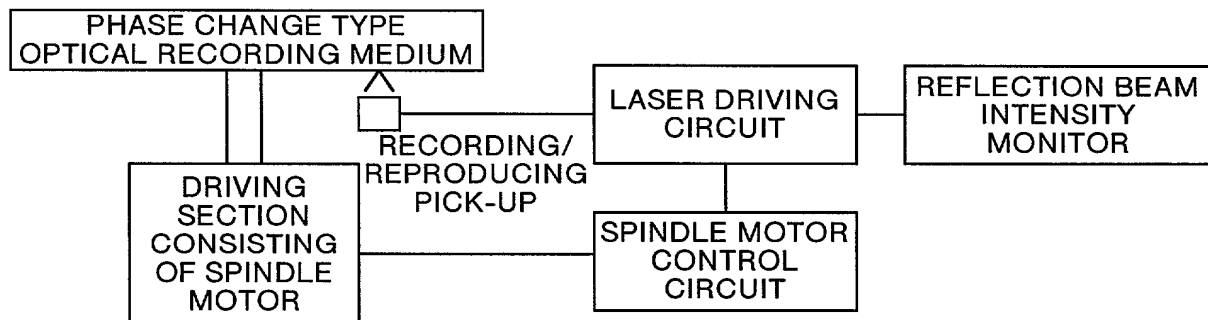 PHASE CHANGE TYPE
OPTICAL RECORDING MEDIUM
LASER DRIVING
CIRCUIT
REFLECTION BEAM
INTENSITY
MONITOR
RECORDING/
REPRODUCING
PICK-UP
DRIVING
SECTION
CONSISTING
OF SPINDLE
MOTOR
SPINDLE MOTOR
CONTROL
CIRCUIT